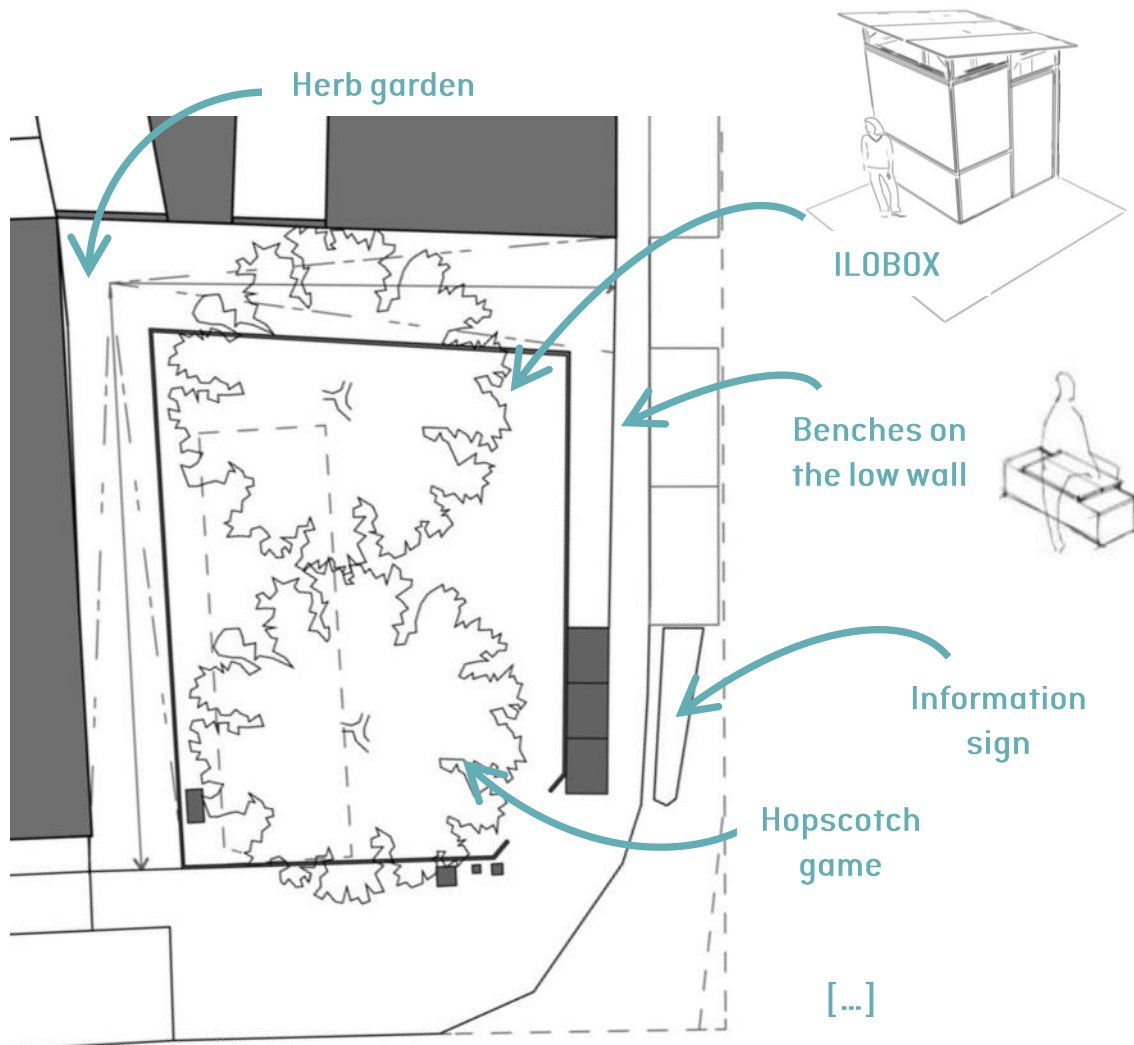 Herb garden
ILOBOX
Benches on
the low wall
Information
sign
Hopscotch
game
[...]